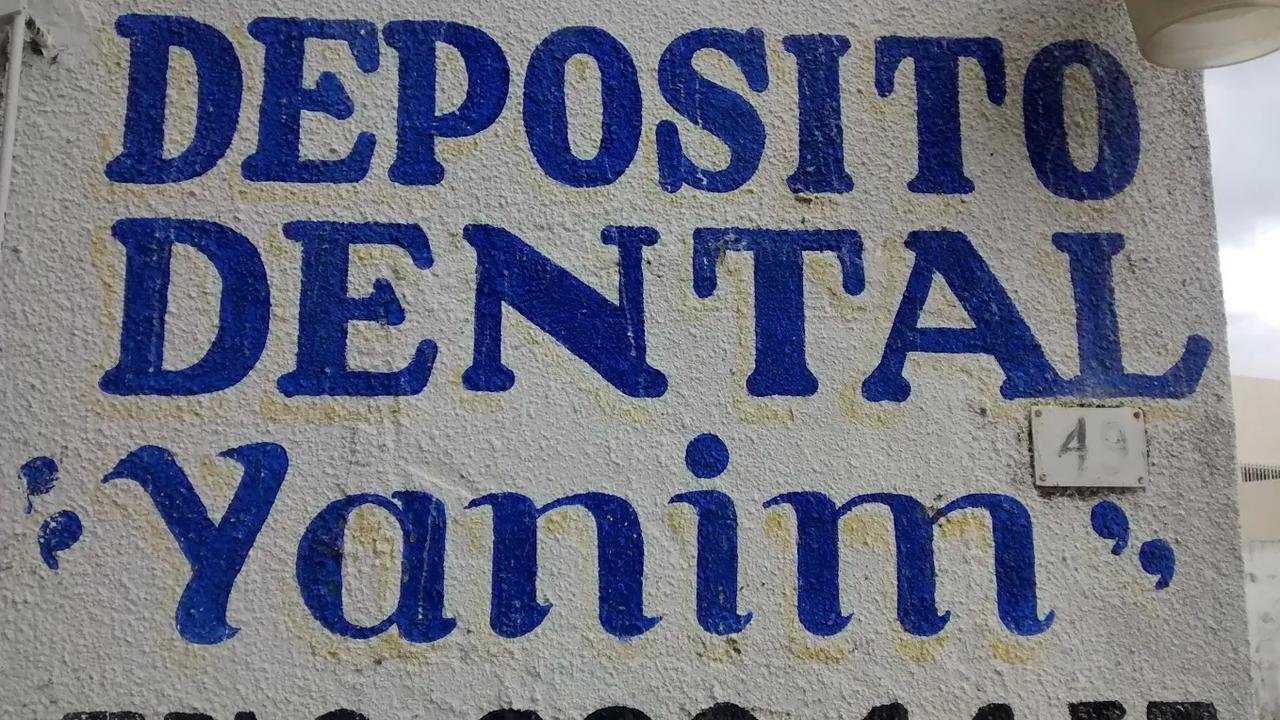 DEPOSITO
DENTAL
49
"Yanim"